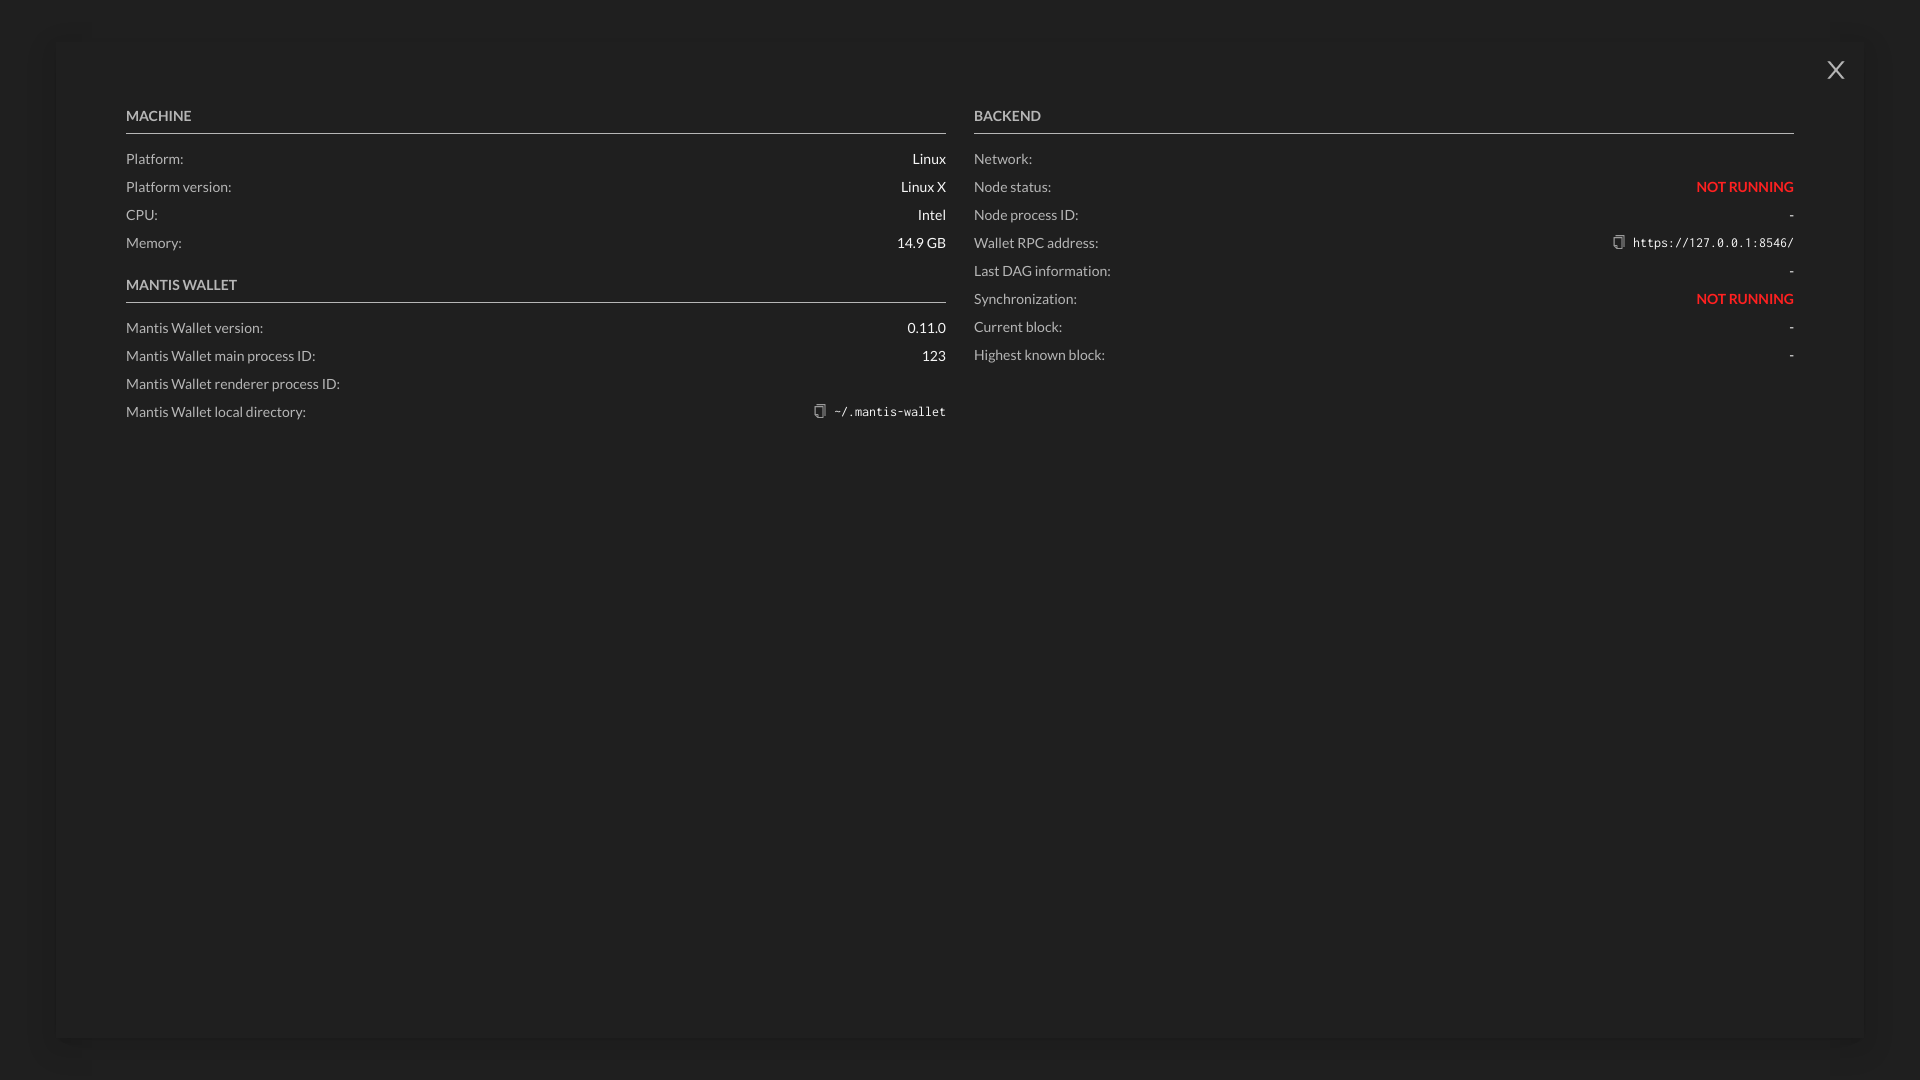 X
MACHINE
Platform: Linux
Platform version: Linux X
CPU: Intel
Memory: 14.9 GB
MANTIS WALLET
Mantis Wallet version: 0.11.0
Mantis Wallet main process ID: 123
Mantis Wallet renderer process ID:
Mantis Wallet local directory: ~/.mantis-wallet
BACKEND
Network:
Node status: NOT RUNNING
Node process ID: -
Wallet RPC address: https://127.0.0.1:8546/
Last DAG information: -
Synchronization: NOT RUNNING
Current block: -
Highest known block: -